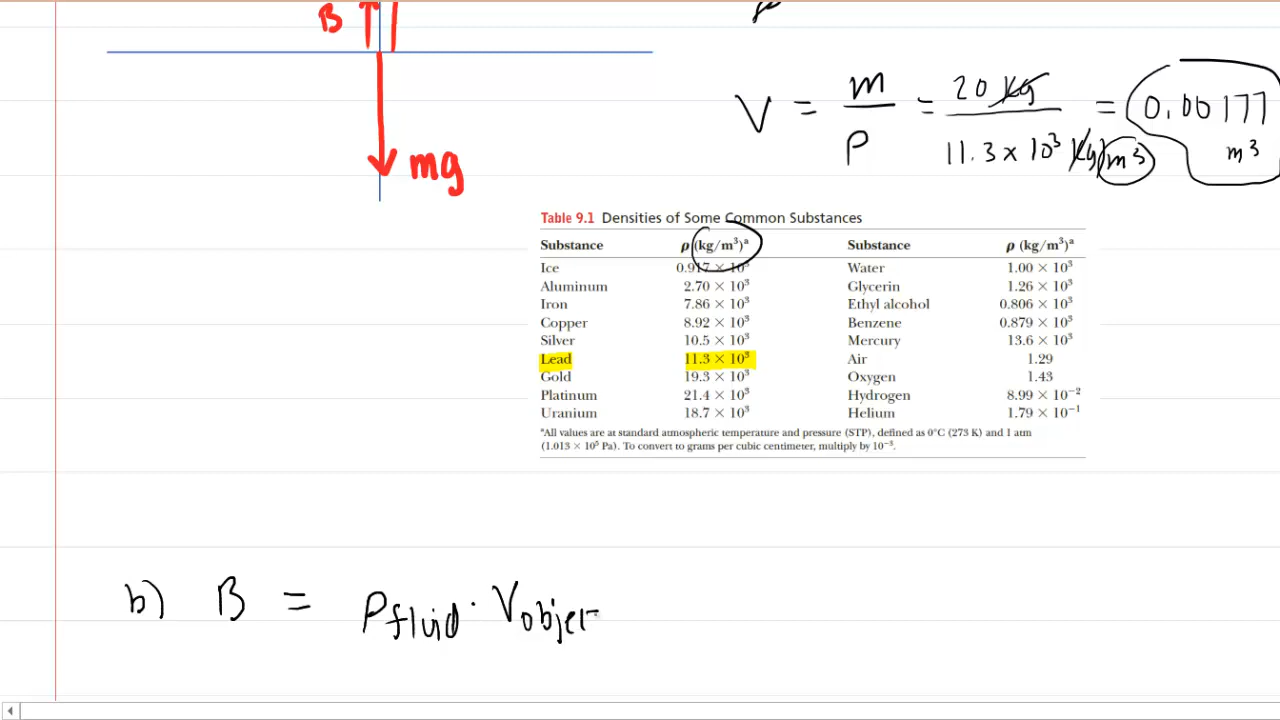 B
mg
V = m / ρ = 20 kg / 11.3 x 10³ kg/m³ = 0.00177 m³
Table 9.1 Densities of Some Common Substances
Substance ρ (kg/m³)ᵃ Substance ρ (kg/m³)ᵃ
Ice 0.917 × 10³ Water 1.00 × 10³
Aluminum 2.70 × 10³ Glycerin 1.26 × 10³
Iron 7.86 × 10³ Ethyl alcohol 0.806 × 10³
Copper 8.92 × 10³ Benzene 0.879 × 10³
Silver 10.5 × 10³ Mercury 13.6 × 10³
Lead 11.3 × 10³ Air 1.29
Gold 19.3 × 10³ Oxygen 1.43
Platinum 21.4 × 10³ Hydrogen 8.99 × 10⁻²
Uranium 18.7 × 10³ Helium 1.79 × 10⁻¹
ᵃAll values are at standard atmospheric temperature and pressure (STP), defined as 0°C (273 K) and 1 atm
(1.013 × 10⁵ Pa). To convert to grams per cubic centimeter, multiply by 10⁻³.
b) B = ρfluid · Vobjec